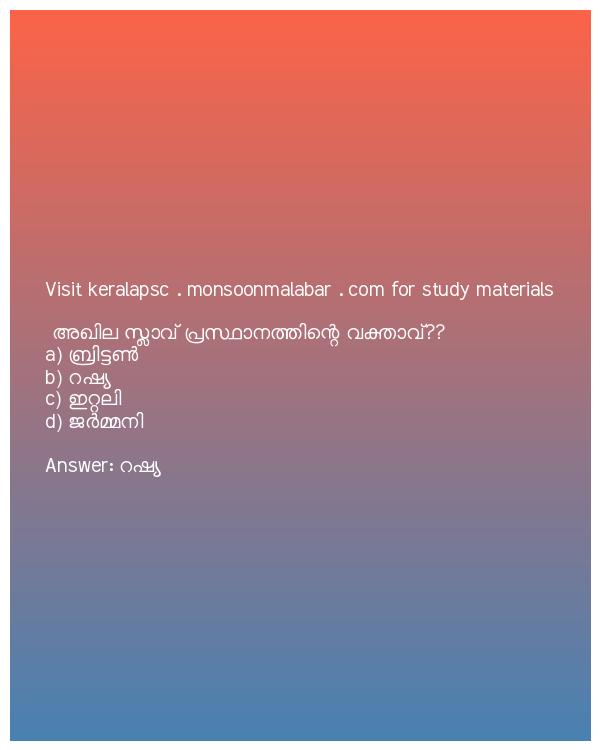 Visit keralapsc . monsoonmalabar . com for study materials
അഖില സ്ലാവ് പ്രസ്ഥാനത്തിന്റെ വക്താവ്??
a) ബ്രിട്ടൺ
b) റഷ്യ
c) ഇറ്റലി
d) ജർമ്മനി
Answer: റഷ്യ